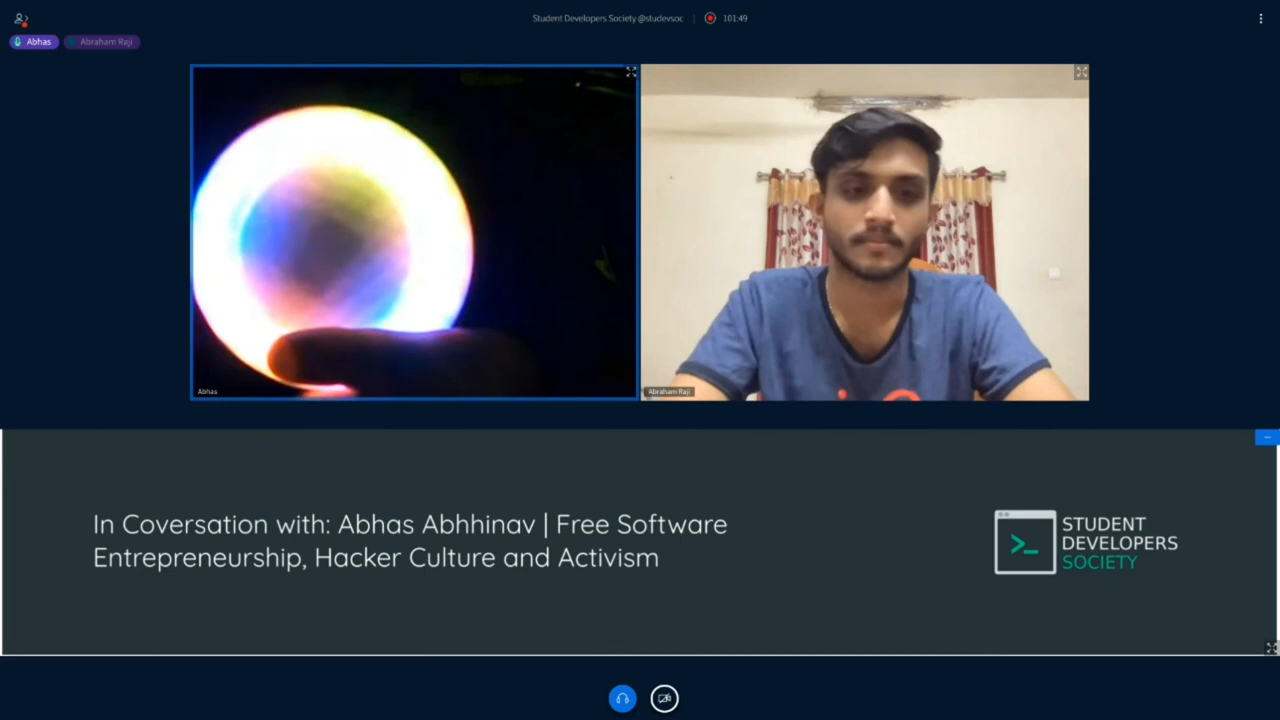 Student Developers Society @studevsoc
101:49
Abhas
Abraham Raji
Abhas
Abraham Raji
In Coversation with: Abhas Abhhinav | Free Software
Entrepreneurship, Hacker Culture and Activism
>_
STUDENT
DEVELOPERS
SOCIETY